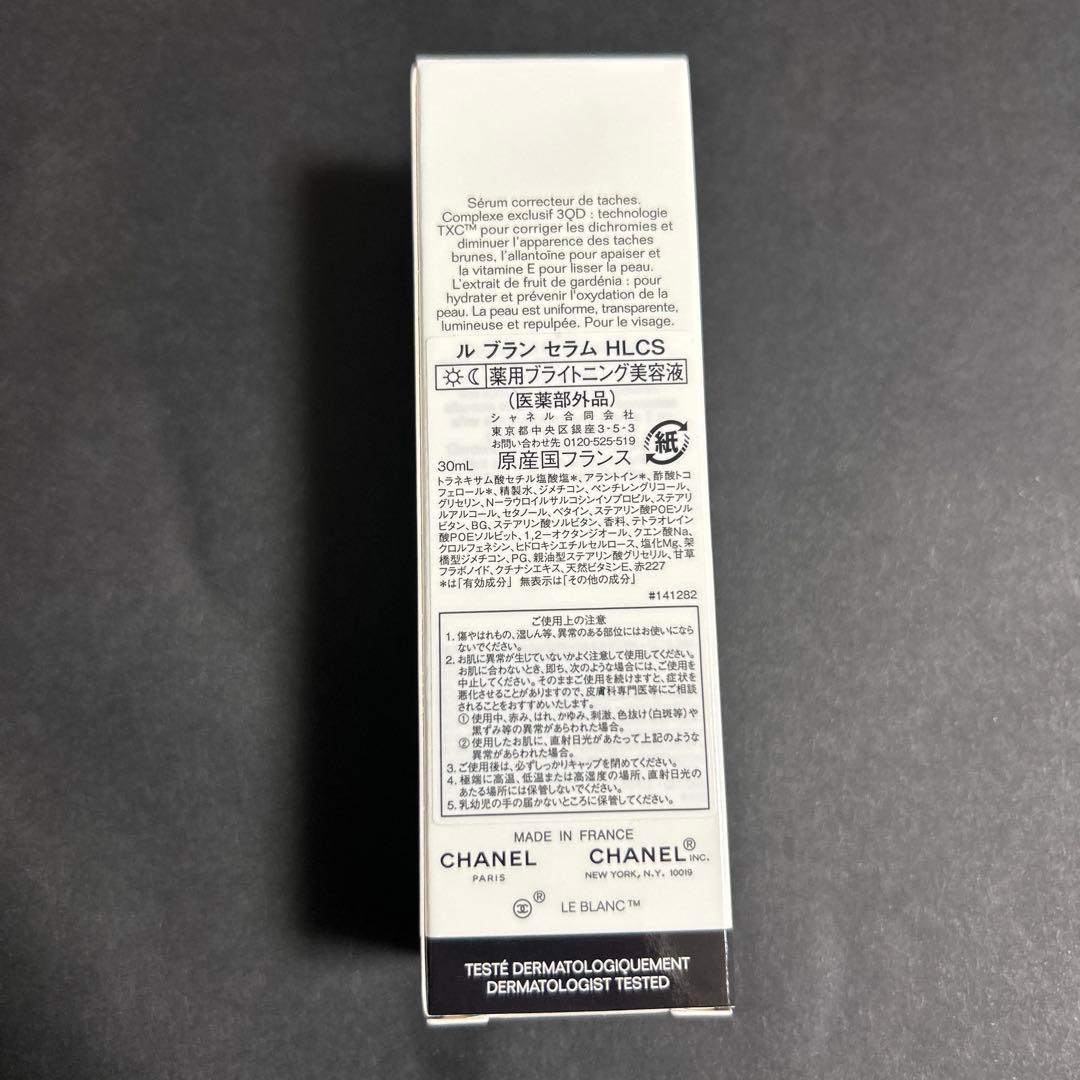 Sérum correcteur de taches.
Complexe exclusif 3QD : technologie
TXC™ pour corriger les dichromies et
diminuer l'apparence des taches
brunes, l'allantoïne pour apaiser et
la vitamine E pour lisser la peau.
L'extrait de fruit de gardénia : pour
hydrater et prévenir l'oxydation de la
peau. La peau est uniforme, transparente,
lumineuse et repulpée. Pour le visage.
ル ブラン セラム HLCS
薬用ブライトニング美容液
(医薬部外品)
シャネル合同会社
東京都中央区銀座3-5-3
お問い合わせ先 0120-525-519
紙
30mL 原産国フランス
トラネキサム酸セチル塩酸塩*、アラントイン*、酢酸トコ
フェロール*、精製水、ジメチコン、ペンチレングリコール、
グリセリン、N-ラウロイルサルコシンイソプロピル、ステアリ
ルアルコール、セタノール、ベタイン、ステアリン酸POEソル
ビタン、BG、ステアリン酸ソルビタン、香料、テトラオレイン
酸POEソルビット、1,2-オクタンジオール、クエン酸Na、
クロルフェネシン、ヒドロキシエチルセルロース、塩化Mg、架
橋型ジメチコン、PG、親油型ステアリン酸グリセリル、甘草
フラボノイド、クチナシエキス、天然ビタミンE、赤227
*は「有効成分」 無表示は「その他の成分」
#141282
ご使用上の注意
1. 傷やはれもの、湿しん等、異常のある部位にはお使いになら
ないでください。
2. お肌に異常が生じていないかよく注意して使用してください。
お肌に合わないとき、即ち、次のような場合には、ご使用を
中止してください。そのままご使用を続けますと、症状を
悪化させることがありますので、皮膚科専門医等にご相談
されることをおすすめいたします。
① 使用中、赤み、はれ、かゆみ、刺激、色抜け(白斑等)や
黒ずみ等の異常があらわれた場合。
② 使用したお肌に、直射日光があたって上記のような
異常があらわれた場合。
3. ご使用後は、必ずしっかりキャップを閉めてください。
4. 極端に高温、低温または高湿度の場所、直射日光の
あたる場所には保管しないでください。
5. 乳幼児の手の届かないところに保管してください。
MADE IN FRANCE
CHANEL CHANEL® INC.
PARIS NEW YORK, N.Y. 10019
® LE BLANC™
TESTÉ DERMATOLOGIQUEMENT
DERMATOLOGIST TESTED